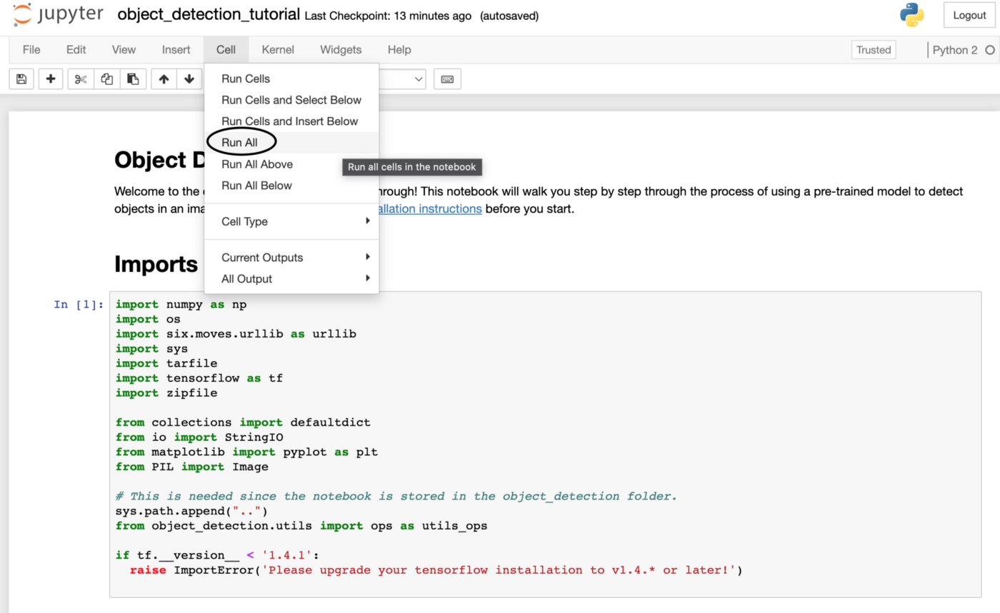 jupyter object_detection_tutorial Last Checkpoint: 13 minutes ago (autosaved) Logout
File Edit View Insert Cell Kernel Widgets Help Trusted Python 2
Run Cells
Run Cells and Select Below
Run Cells and Insert Below
Run All
Run All Above
Run All Below
Cell Type
Current Outputs
All Output
Run all cells in the notebook
Object D
Welcome to the hrough! This notebook will walk you step by step through the process of using a pre-trained model to detect
objects in an ima allation instructions before you start.
Imports
In [1]: import numpy as np
import os
import six.moves.urllib as urllib
import sys
import tarfile
import tensorflow as tf
import zipfile
from collections import defaultdict
from io import StringIO
from matplotlib import pyplot as plt
from PIL import Image
# This is needed since the notebook is stored in the object_detection folder.
sys.path.append("..")
from object_detection.utils import ops as utils_ops
if tf.__version__ < '1.4.1':
  raise ImportError('Please upgrade your tensorflow installation to v1.4.* or later!')